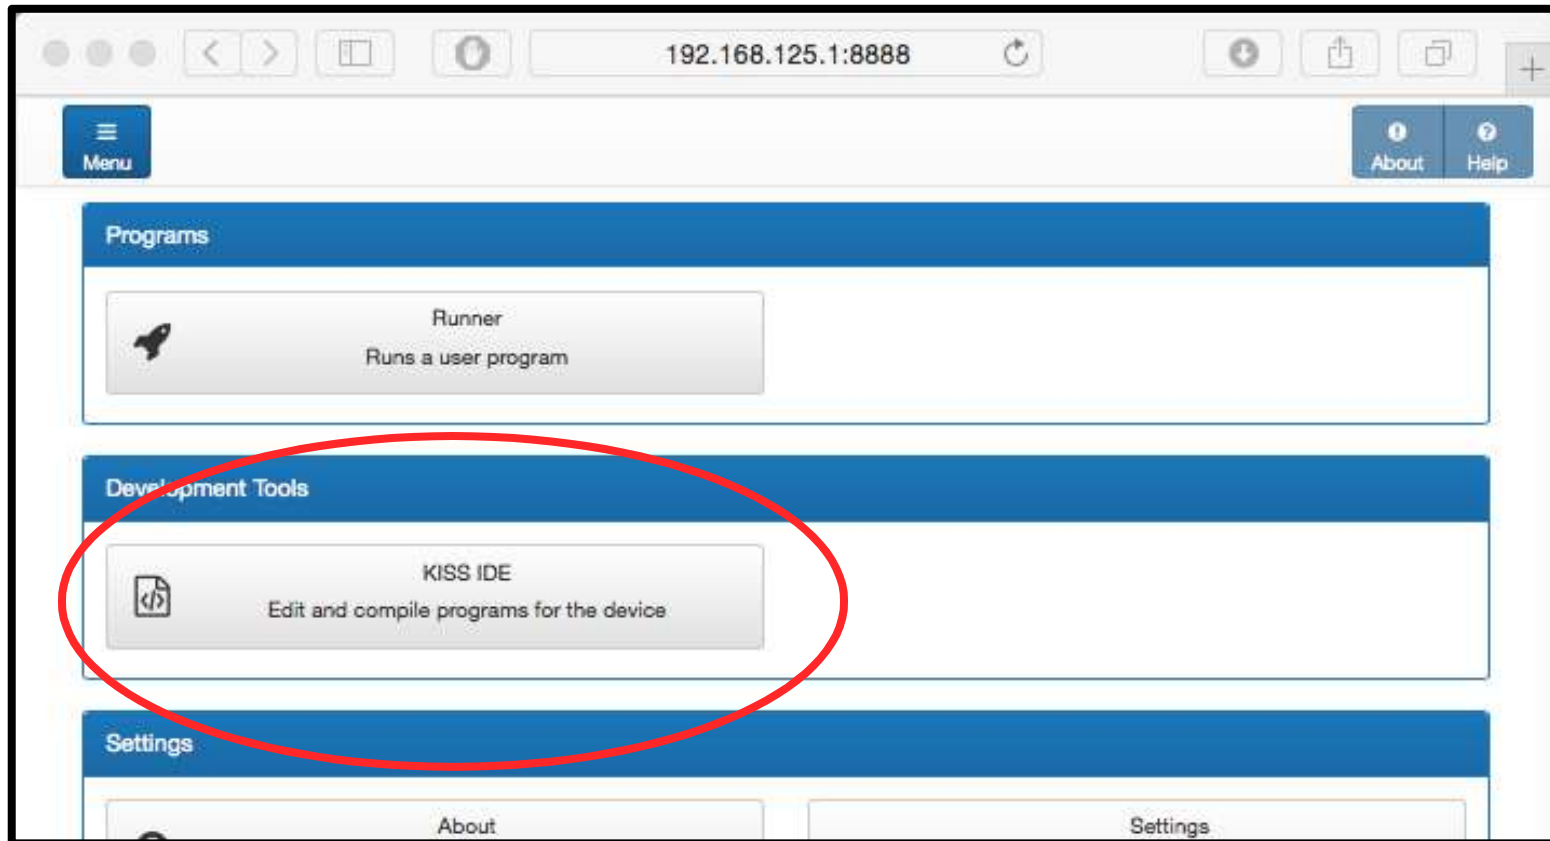 192.168.125.1:8888
Menu
About Help
Programs
Runner
Runs a user program
Development Tools
KISS IDE
Edit and compile programs for the device
Settings
About Settings